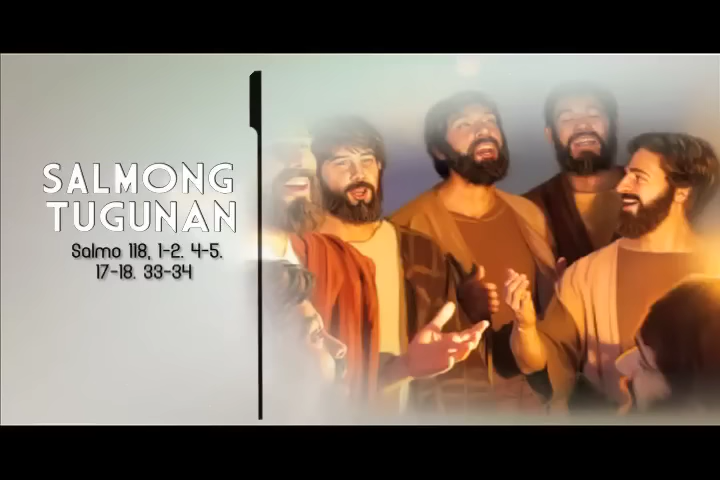 SALMONG
TUGUNAN
Salmo 118, 1-2. 4-5.
17-18. 33-34